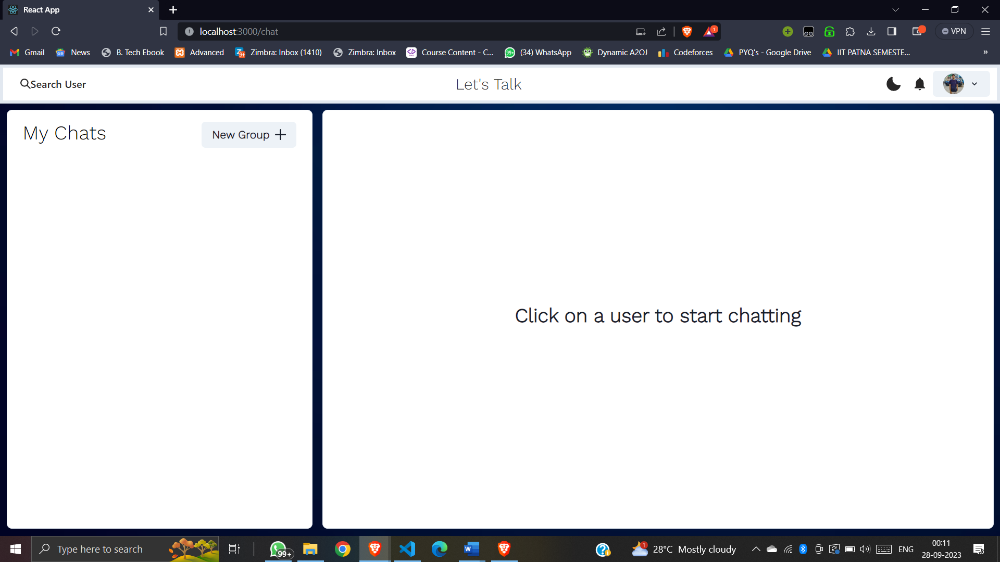 React App
localhost:3000/chat
1
VPN
Gmail
News
B. Tech Ebook
Advanced
Zimbra: Inbox (1410)
Zimbra: Inbox
Course Content - C...
(34) WhatsApp
Dynamic A2OJ
Codeforces
PYQ's - Google Drive
IIT PATNA SEMESTE...
»
Search User
Let's Talk
My Chats
New Group
Click on a user to start chatting
Type here to search
99+
1
28°C Mostly cloudy
ENG
00:11
28-09-2023